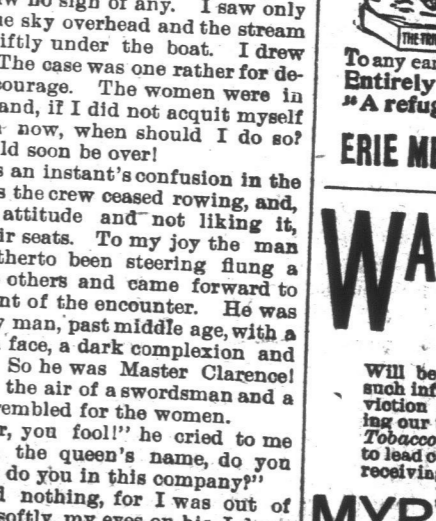 no sign of any. I saw only
sky overhead and the stream
iftly under the boat. I drew
The case was one rather for de-
courage. The women were in
and, if I did not acquit myself
now, when should I do so?
ld soon be over!
an instant's confusion in the
the crew ceased rowing, and,
attitude and not liking it,
ir seats. To my joy the man
therto been steering flung a
others and came forward to
nt of the encounter. He was
man, past middle age, with a
face, a dark complexion and
So he was Master Clarence!
the air of a swordsman and a
rembled for the women.
r, you fool!" he cried to me
the queen's name, do you
do you in this company?"
nothing, for I was out of
softly, my eyes on
To any
Entirely
"A refug
ERIE
WA
Will be
such inf
viction
ing our
Tobacco
to lead
receiving
MYR